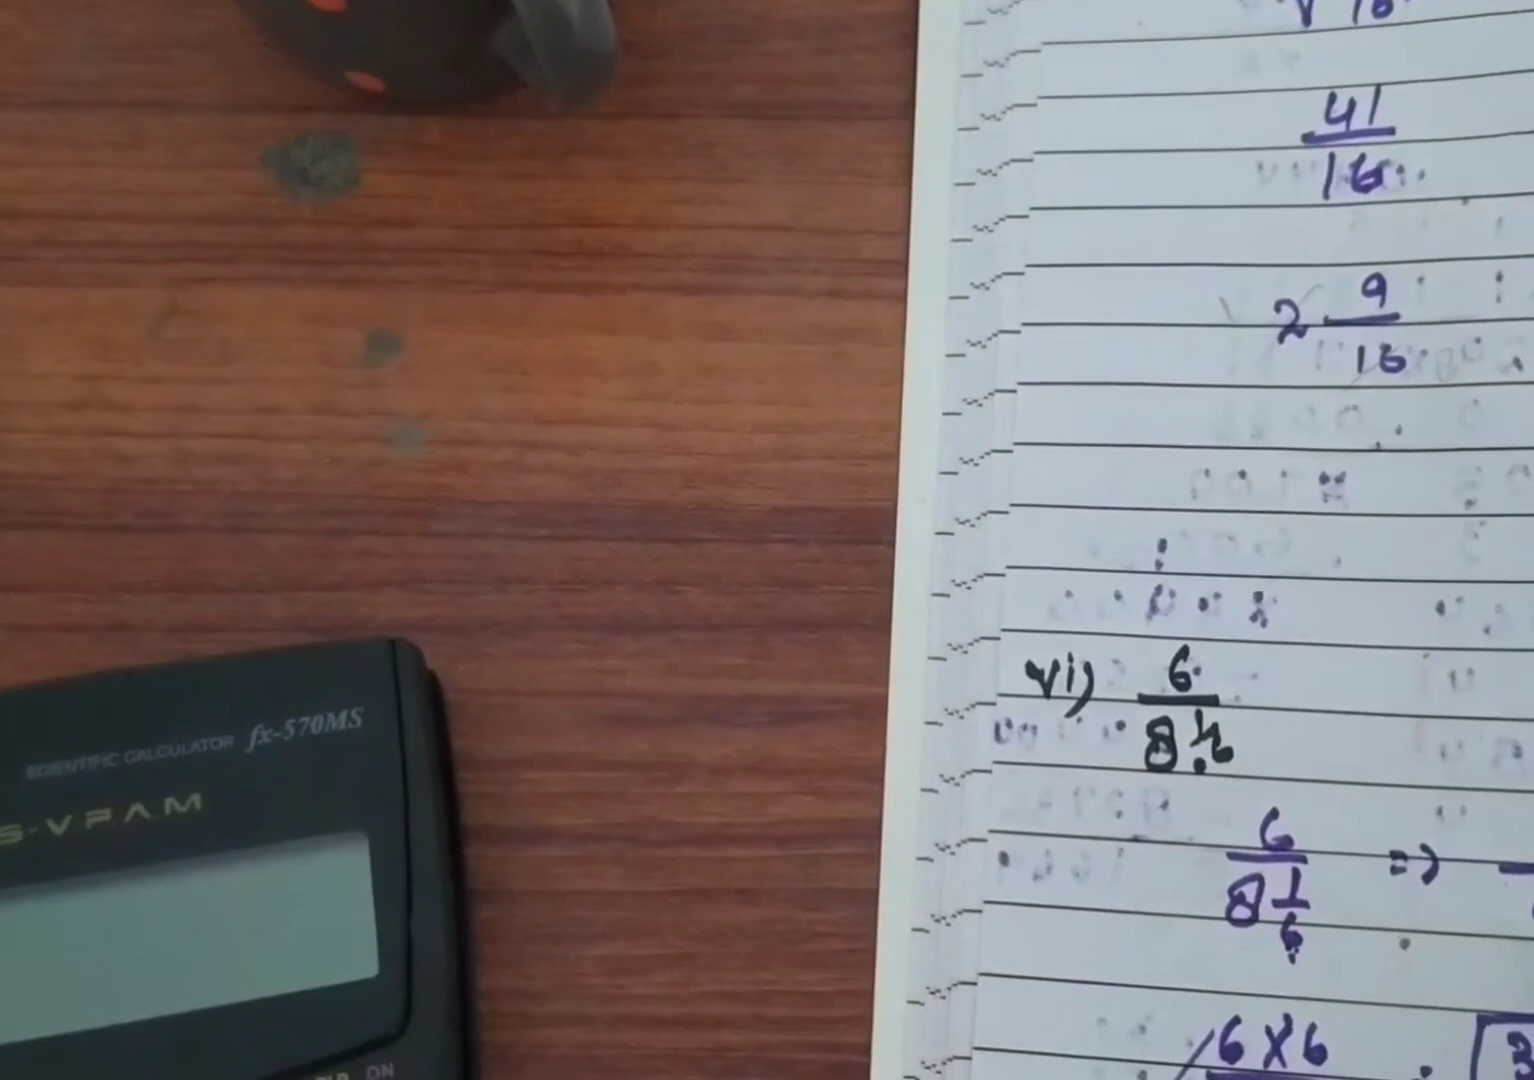 41
16
2 9
16
vi) 6
8 1/6
6
8 1 =>
6
6 X 6
SCIENTIFIC CALCULATOR fx-570MS
S-V.P.A.M
ON